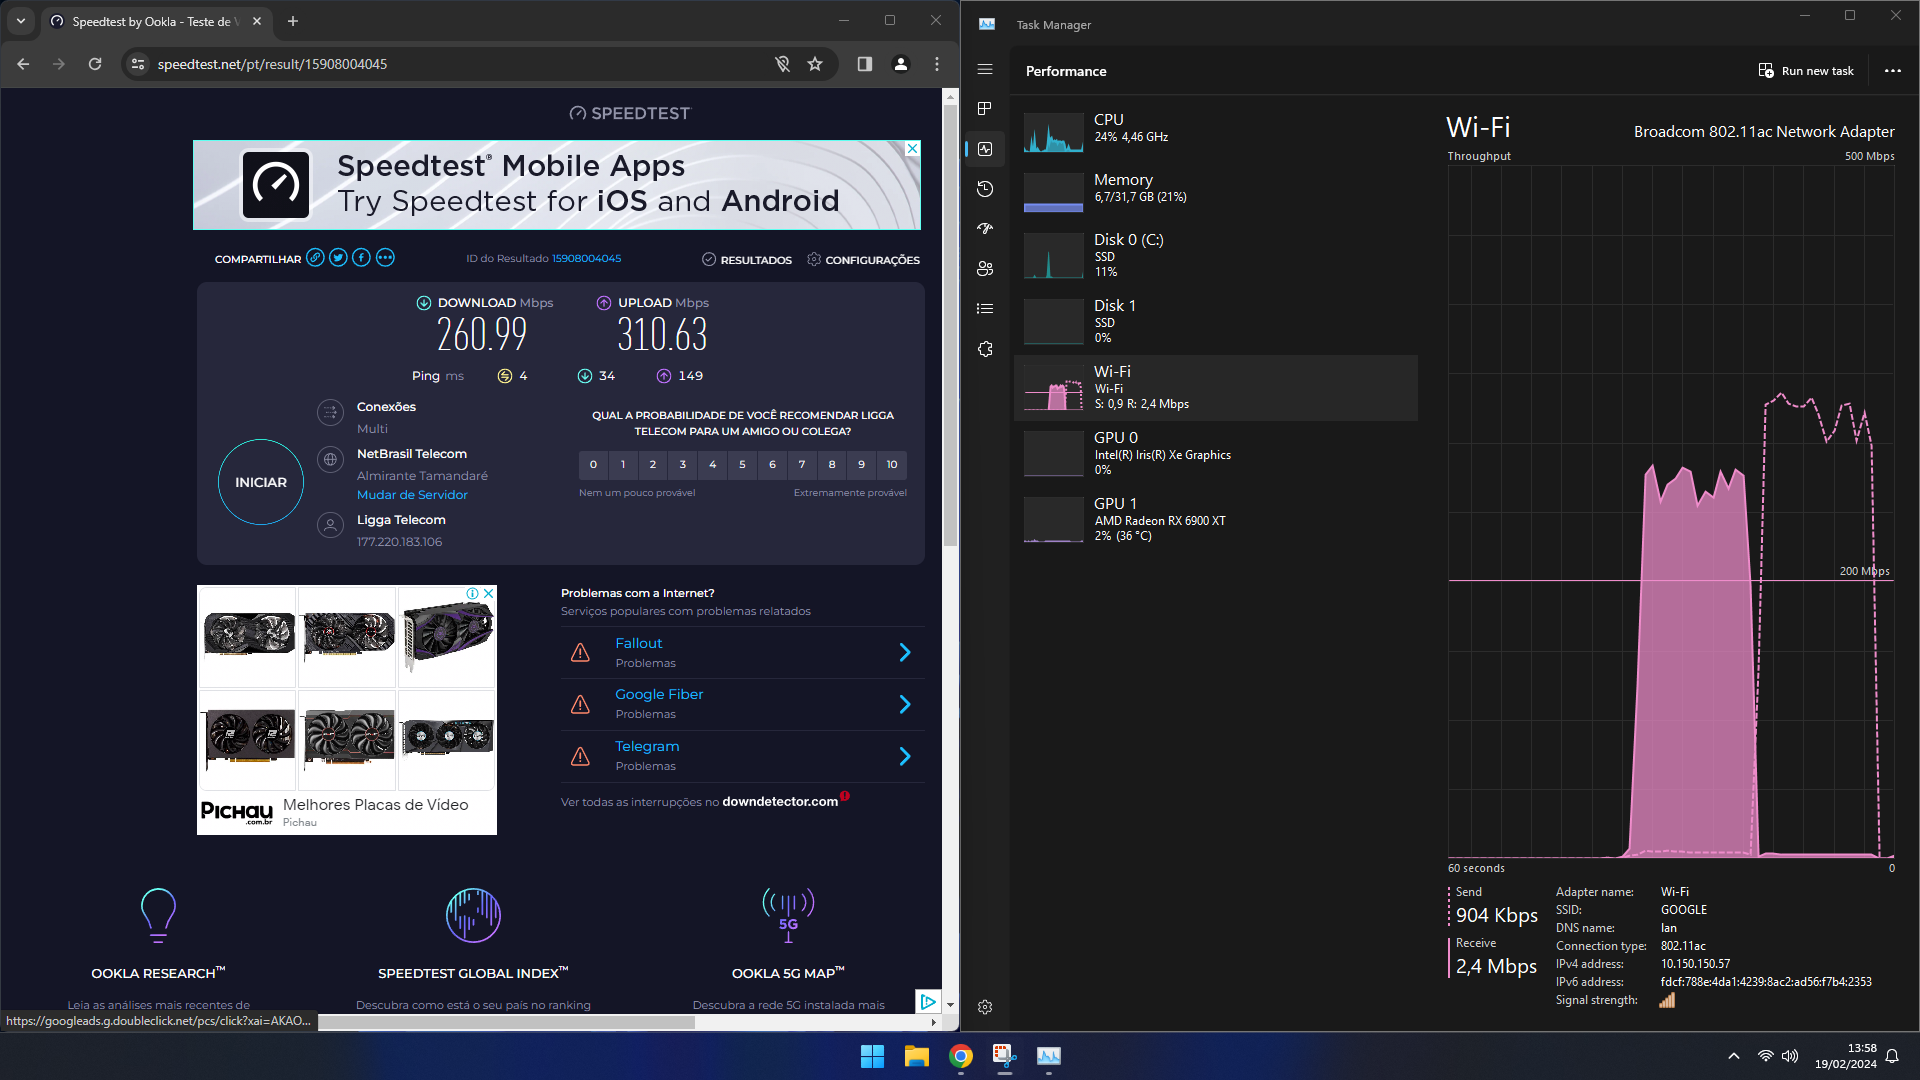 Speedtest by Ookla - Teste de V
speedtest.net/pt/result/15908004045
SPEEDTEST
Speedtest® Mobile Apps
Try Speedtest for iOS and Android
COMPARTILHAR
ID do Resultado 15908004045
RESULTADOS
CONFIGURAÇÕES
DOWNLOAD Mbps
260.99
UPLOAD Mbps
310.63
Ping ms
4
34
149
INICIAR
Conexões
Multi
NetBrasil Telecom
Almirante Tamandaré
Mudar de Servidor
Ligga Telecom
177.220.183.106
QUAL A PROBABILIDADE DE VOCÊ RECOMENDAR LIGGA
TELECOM PARA UM AMIGO OU COLEGA?
0 1 2 3 4 5 6 7 8 9 10
Nem um pouco provável
Extremamente provável
PICHAU
.com.br
Melhores Placas de Vídeo
Pichau
Problemas com a Internet?
Serviços populares com problemas relatados
Fallout
Problemas
Google Fiber
Problemas
Telegram
Problemas
Ver todas as interrupções no downdetector.com
OOKLA RESEARCH™
Leia as análises mais recentes de
SPEEDTEST GLOBAL INDEX™
Descubra como está o seu país no ranking
5G
OOKLA 5G MAP™
Descubra a rede 5G instalada mais
https://googleads.g.doubleclick.net/pcs/click?xai=AKAO...
Task Manager
Performance
Run new task
CPU
24% 4,46 GHz
Memory
6,7/31,7 GB (21%)
Disk 0 (C:)
SSD
11%
Disk 1
SSD
0%
Wi-Fi
Wi-Fi
S: 0,9 R: 2,4 Mbps
GPU 0
Intel(R) Iris(R) Xe Graphics
0%
GPU 1
AMD Radeon RX 6900 XT
2% (36 °C)
Wi-Fi
Broadcom 802.11ac Network Adapter
Throughput
500 Mbps
200 Mbps
60 seconds
0
Send
904 Kbps
Receive
2,4 Mbps
Adapter name: Wi-Fi
SSID: GOOGLE
DNS name: lan
Connection type: 802.11ac
IPv4 address: 10.150.150.57
IPv6 address: fdcf:788e:4da1:4239:8ac2:ad56:f7b4:2353
Signal strength:
13:58
19/02/2024